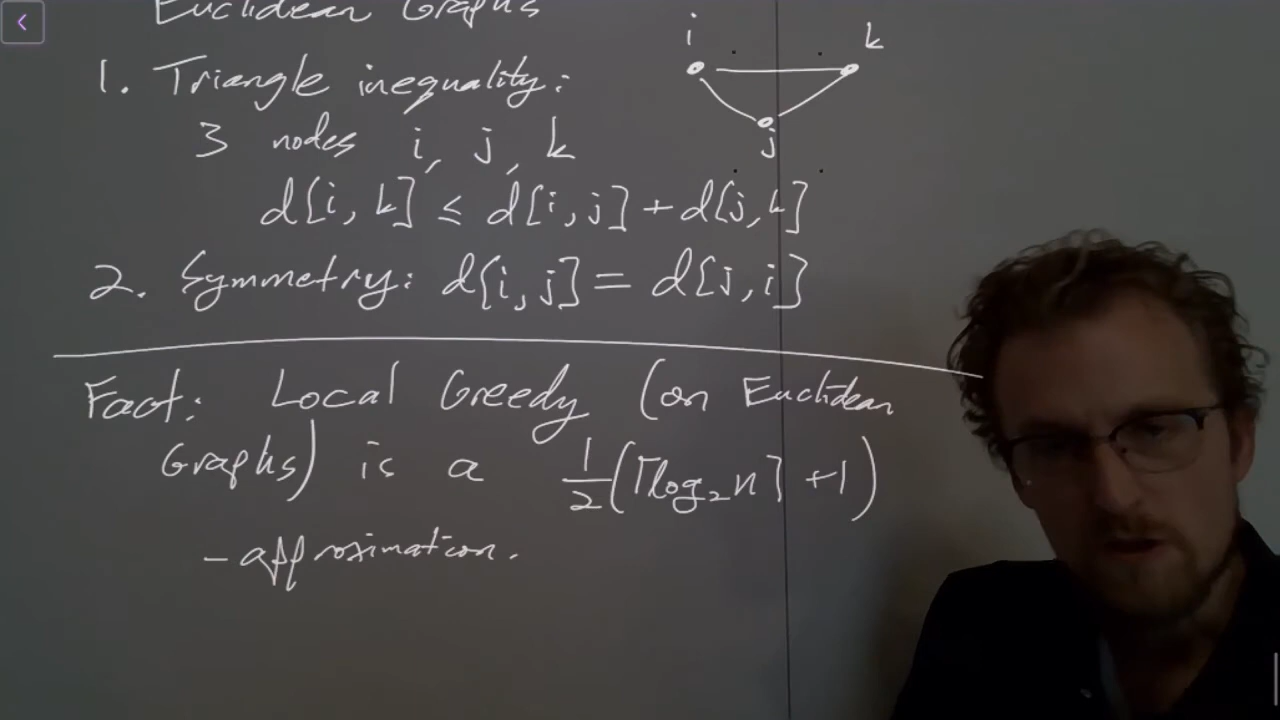 Euclidean Graphs
i k
1. Triangle inequality:
3 nodes i, j, k
j
d[i, k] ≤ d[i, j] + d[j, k]
2. Symmetry: d[i, j] = d[j, i]
Fact: Local Greedy (on Euclidean
Graphs) is a 1/2(⌈log₂n⌉ +1)
-approximation.